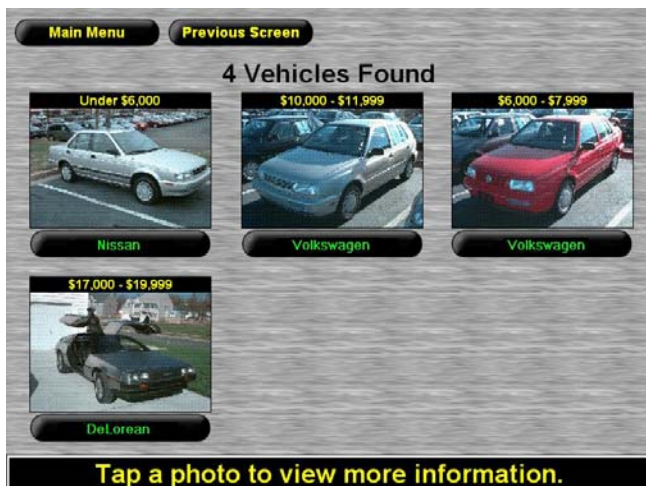 Main Menu
Previous Screen
4 Vehicles Found
Under $6,000
$10,000 - $11,999
$6,000 - $7,999
Nissan
Volkswagen
Volkswagen
$17,000 - $19,999
DeLorean
Tap a photo to view more information.